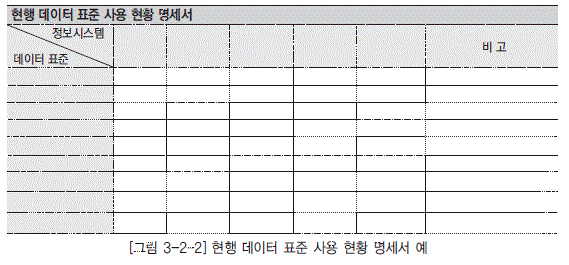 현행 데이터 표준 사용 현황 명세서
정보시스템
데이터 표준
비 고
[그림 3-2-2] 현행 데이터 표준 사용 현황 명세서 예